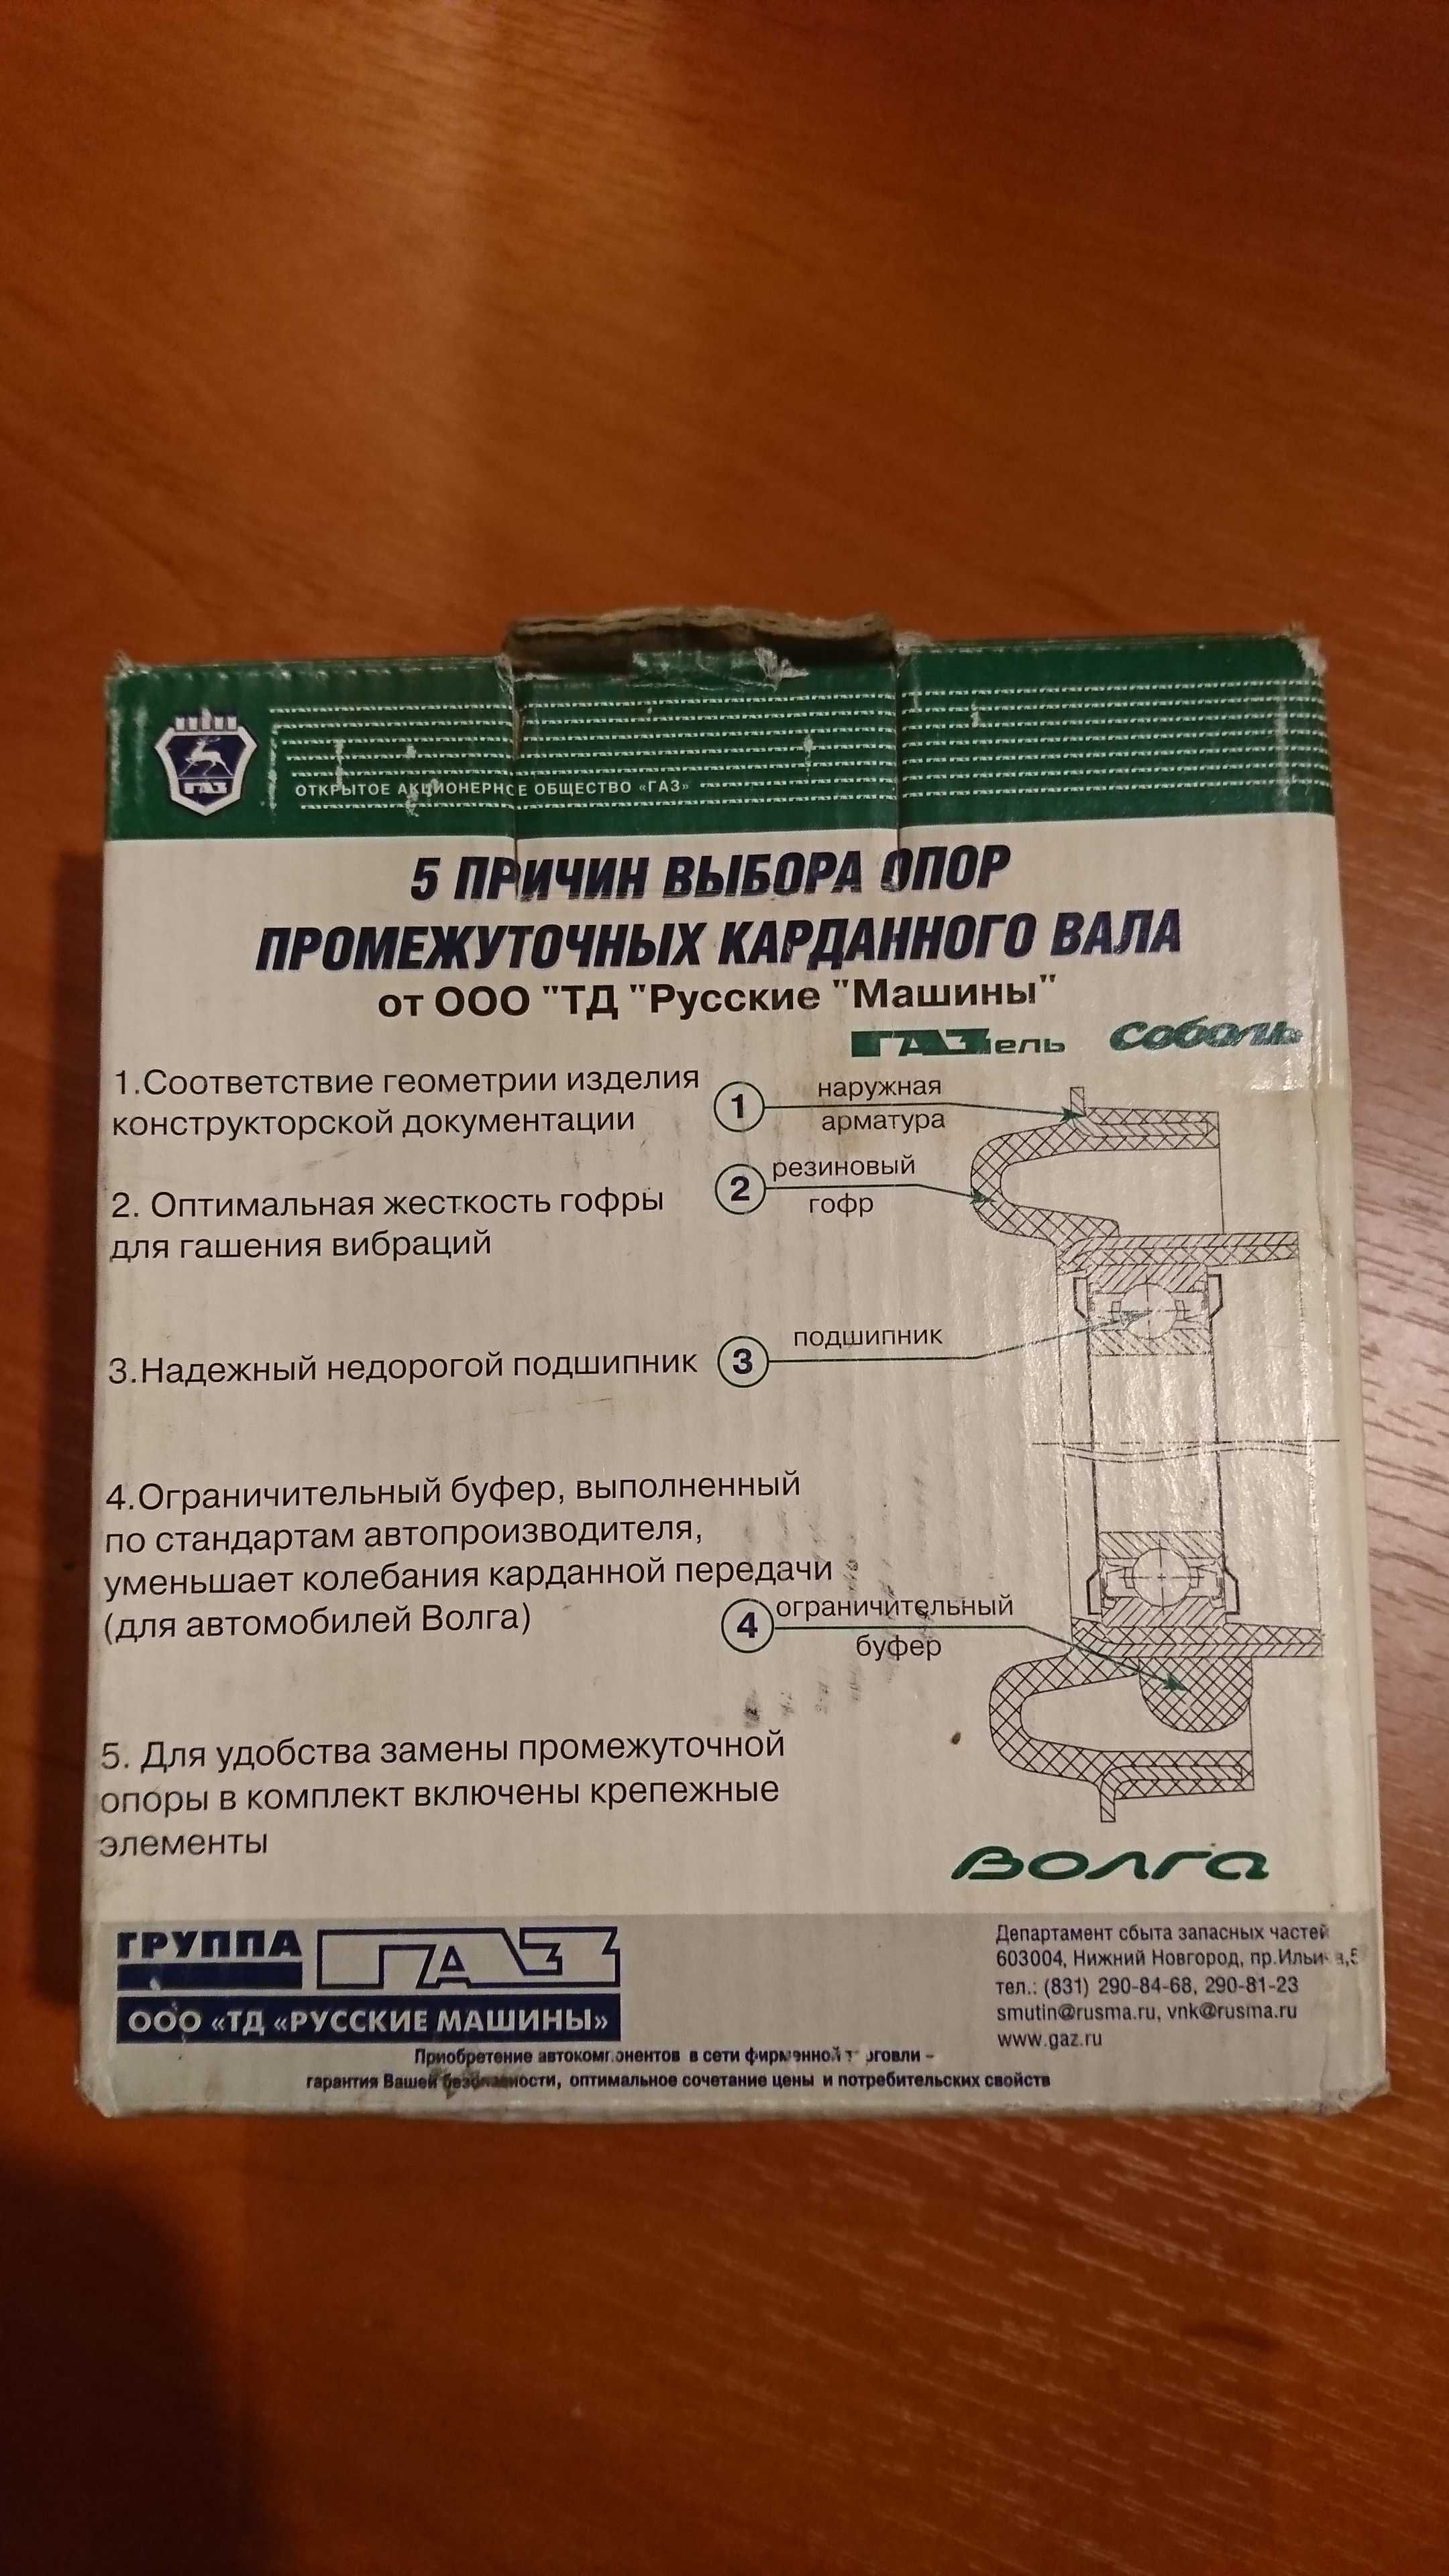 ГАЗ
ОТКРЫТОЕ АКЦИОНЕРНОЕ ОБЩЕСТВО «ГАЗ»
5 ПРИЧИН ВЫБОРА ОПОР
ПРОМЕЖУТОЧНЫХ КАРДАННОГО ВАЛА
от ООО "ТД "Русские "Машины"
ГАЗель Соболь
1.Соответствие геометрии изделия
конструкторской документации
1 наружная
арматура
2. Оптимальная жесткость гофры
для гашения вибраций
2 резиновый
гофр
3.Надежный недорогой подшипник
3 подшипник
4.Ограничительный буфер, выполненный
по стандартам автопроизводителя,
уменьшает колебания карданной передачи
(для автомобилей Волга)
4 ограничительный
буфер
5. Для удобства замены промежуточной
опоры в комплект включены крепежные
элементы
Волга
ГРУППА ГАЗ
ООО «ТД «РУССКИЕ МАШИНЫ»
Департамент сбыта запасных частей
603004, Нижний Новгород, пр.
тел.: (831) 290-84-68, 290-81-23
smutin@rusma.ru, vnk@rusma.ru
www.gaz.ru
Приобретение автокомпонентов в сети фирменной торговли –
гарантия Вашей безопасности, оптимальное сочетание цены и потребительских свойств